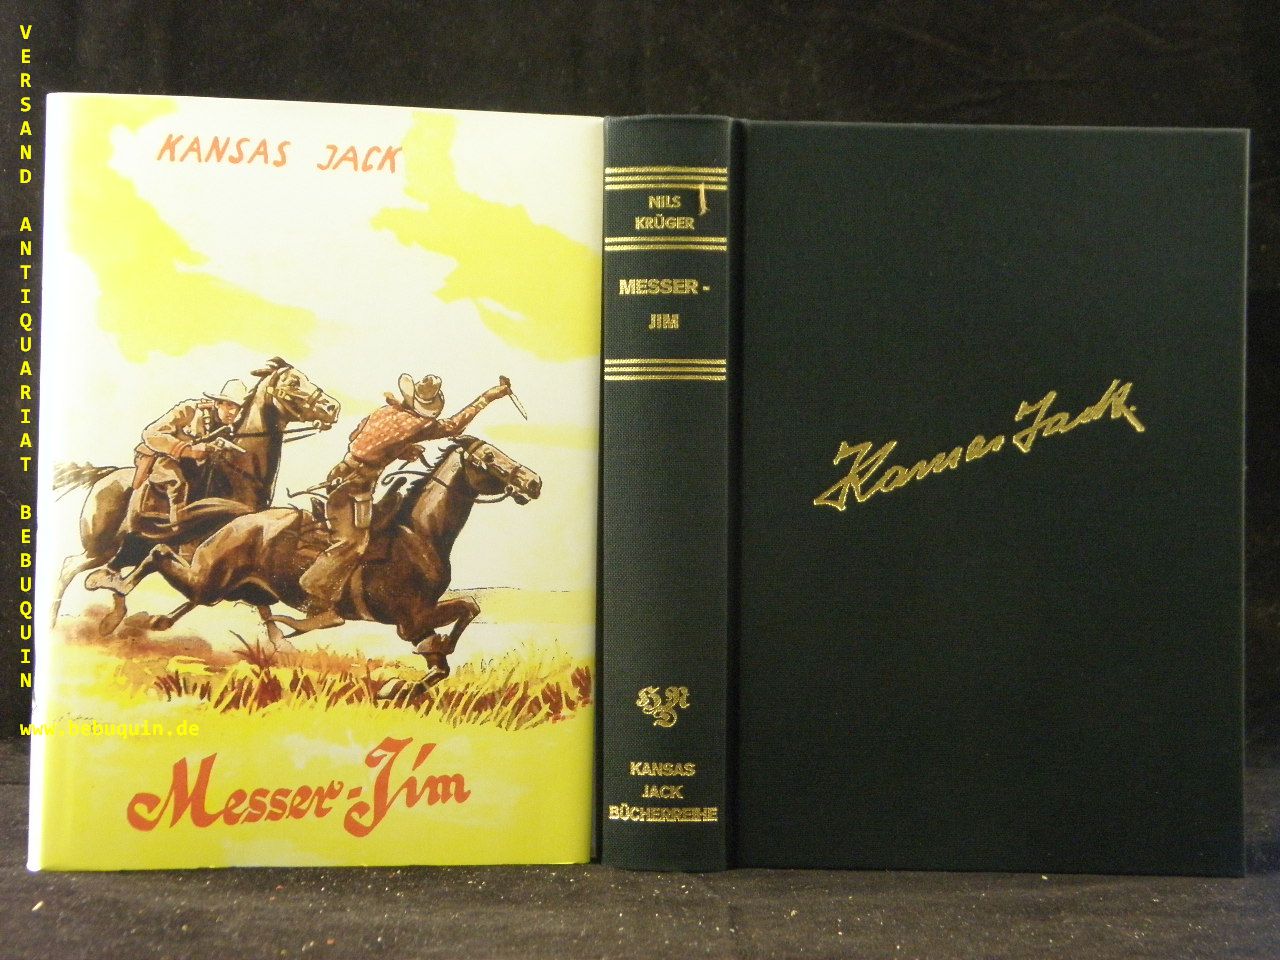 VERSAND ANTIQUARIAT BEBUQUIN
www.bebuquin.de
KANSAS JACK
Messer-Jim
NILS
KRÜGER
MESSER-
JIM
KANSAS
JACK
BÜCHERREIHE
Kansas Jack.